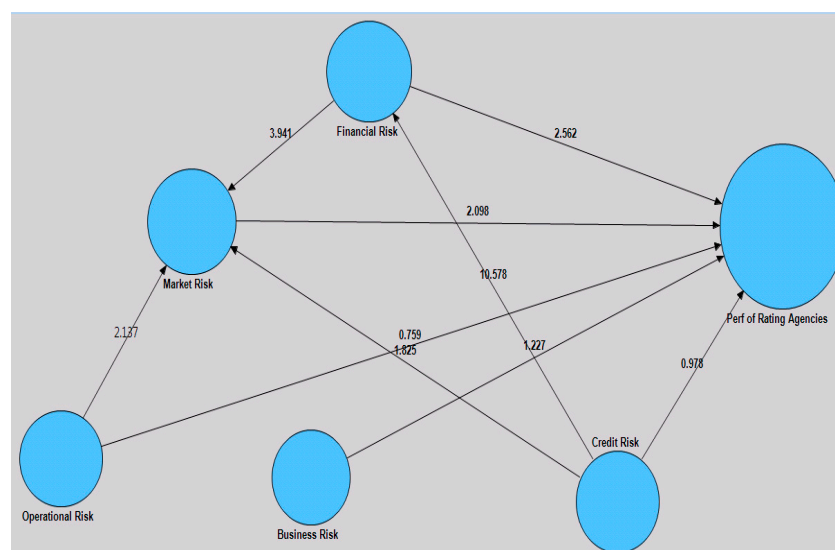 Financial Risk
3.941
2.562
2.098
Market Risk
10.578
Perf of Rating Agencies
2.137
0.759
1.825
1.227
0.978
Credit Risk
Operational Risk
Business Risk